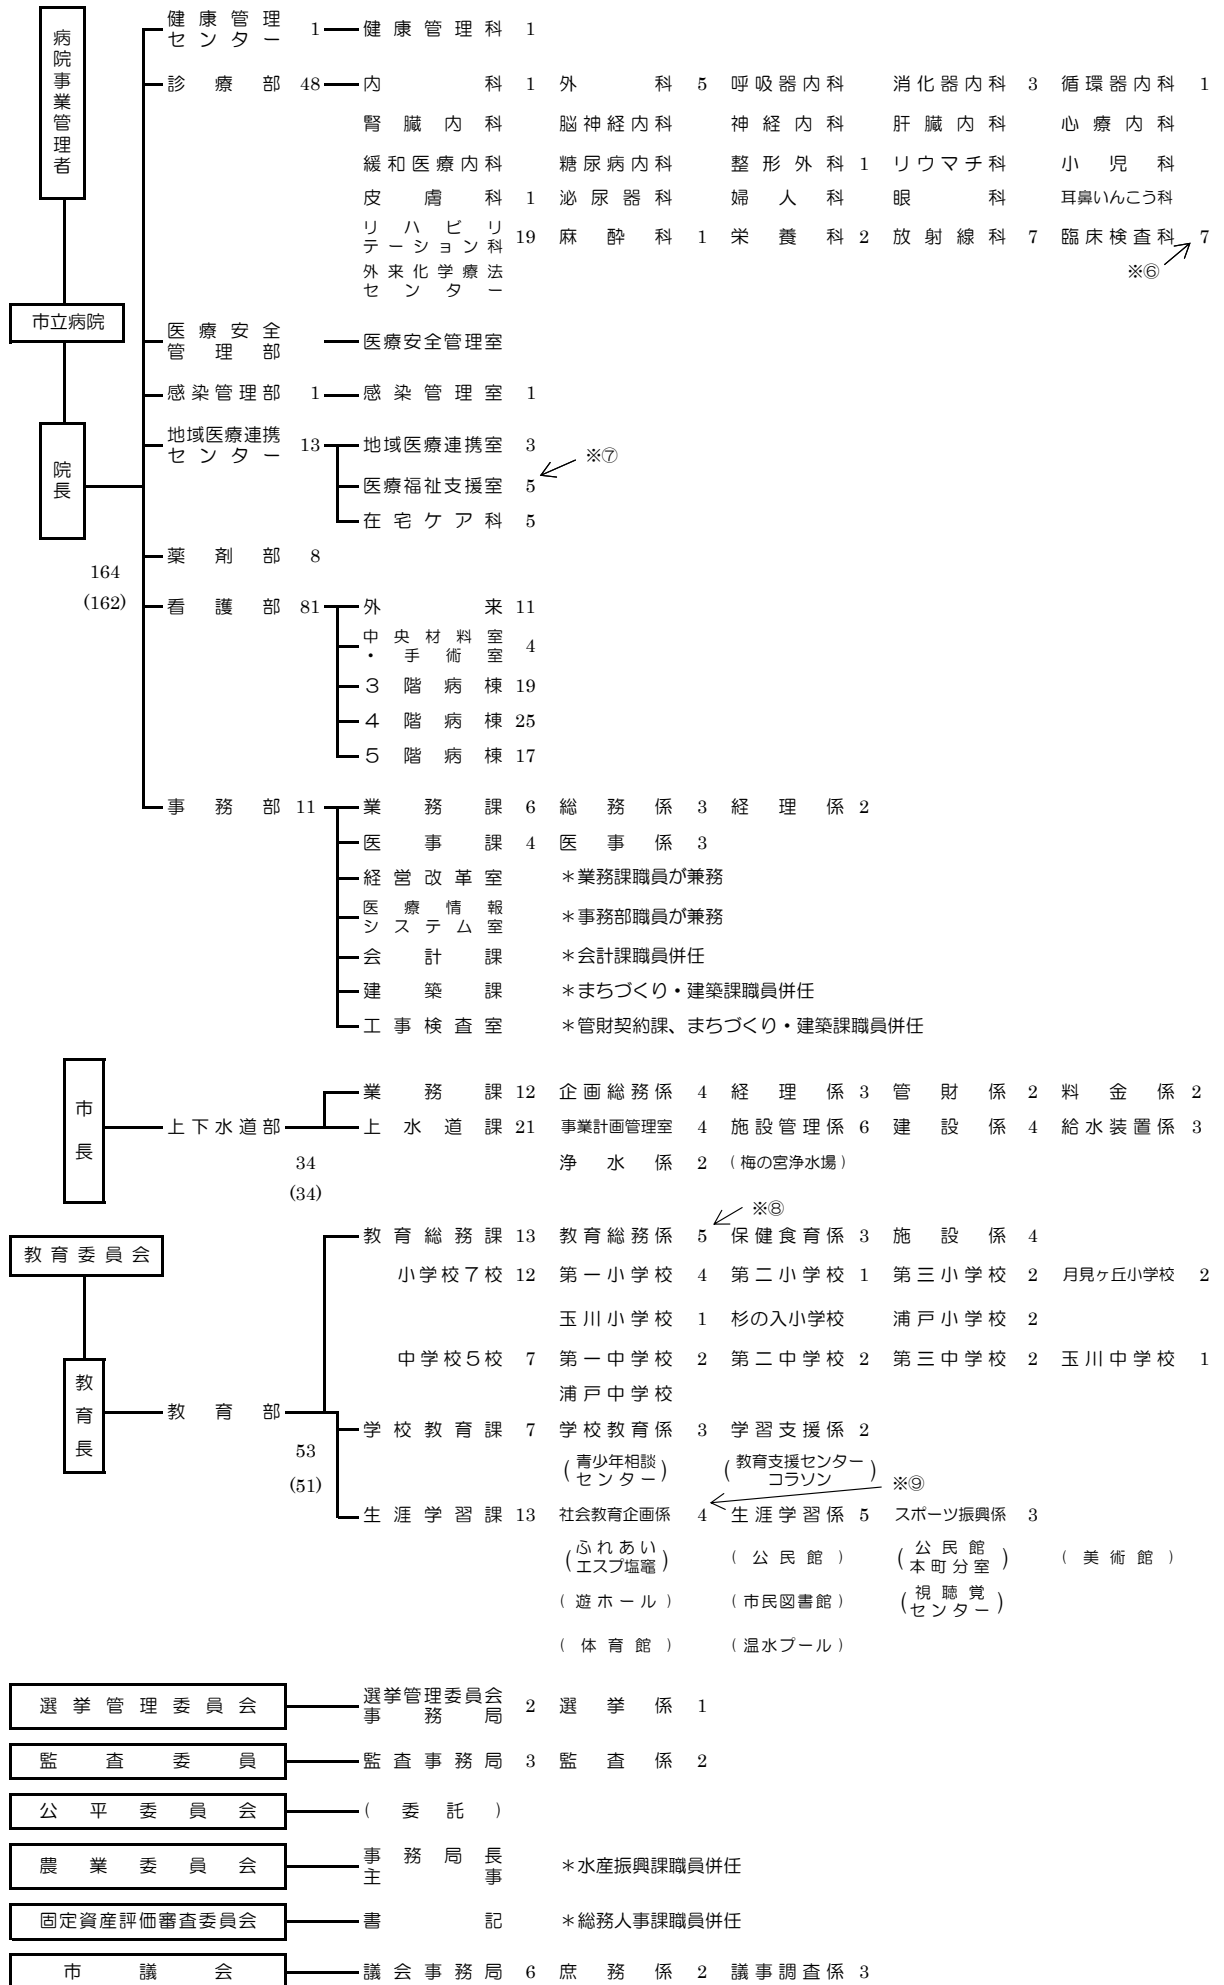 病院事業管理者
健康管理
センター 1 健康管理科 1
診療部 48 内科 1 外科 5 呼吸器内科 消化器内科 3 循環器内科 1
腎臓内科 脳神経内科 神経内科 肝臓内科 心療内科
緩和医療内科 糖尿病内科 整形外科 1 リウマチ科 小児科
皮膚科 1 泌尿器科 婦人科 眼科 耳鼻いんこう科
リハビリ
テーション科 19 麻酔科 1 栄養科 2 放射線科 7 臨床検査科 7
※⑥
外来化学療法
センター
市立病院
医療安全
管理部 医療安全管理室
感染管理部 1 感染管理室 1
院長
地域医療連携
センター 13 地域医療連携室 3
※⑦
医療福祉支援室 5
在宅ケア科 5
薬剤部 8
164
(162)
看護部 81 外来 11
中央材料室
・手術室 4
3階病棟 19
4階病棟 25
5階病棟 17
事務部 11 業務課 6 総務係 3 経理係 2
医事課 4 医事係 3
経営改革室 *業務課職員が兼務
医療情報
システム室 *事務部職員が兼務
会計課 *会計課職員併任
建築課 *まちづくり・建築課職員併任
工事検査室 *管財契約課、まちづくり・建築課職員併任
市長
業務課 12 企画総務係 4 経理係 3 管財係 2 料金係 2
上下水道部 上水道課 21 事業計画管理室 4 施設管理係 6 建設係 4 給水装置係 3
34
(34)
浄水係 2 (梅の宮浄水場)
※⑧
教育委員会
教育総務課 13 教育総務係 5 保健食育係 3 施設係 4
小学校7校 12 第一小学校 4 第二小学校 1 第三小学校 2 月見ヶ丘小学校 2
玉川小学校 1 杉の入小学校 浦戸小学校 2
中学校5校 7 第一中学校 2 第二中学校 2 第三中学校 2 玉川中学校 1
浦戸中学校
教育長
教育部
53
(51)
学校教育課 7 学校教育係 3 学習支援係 2
(青少年相談
センター) (教育支援センター
コラソン)
※⑨
生涯学習課 13 社会教育企画係 4 生涯学習係 5 スポーツ振興係 3
(ふれあい
エスプ塩竈) (公民館) (公民館
本町分室) (美術館)
(遊ホール) (市民図書館) (視聴覚
センター)
(体育館) (温水プール)
選挙管理委員会 選挙管理委員会
事務局 2 選挙係 1
監査委員 監査事務局 3 監査係 2
公平委員会 (委託)
農業委員会 事務局長
主事 *水産振興課職員併任
固定資産評価審査委員会 書記 *総務人事課職員併任
市議会 議会事務局 6 庶務係 2 議事調査係 3